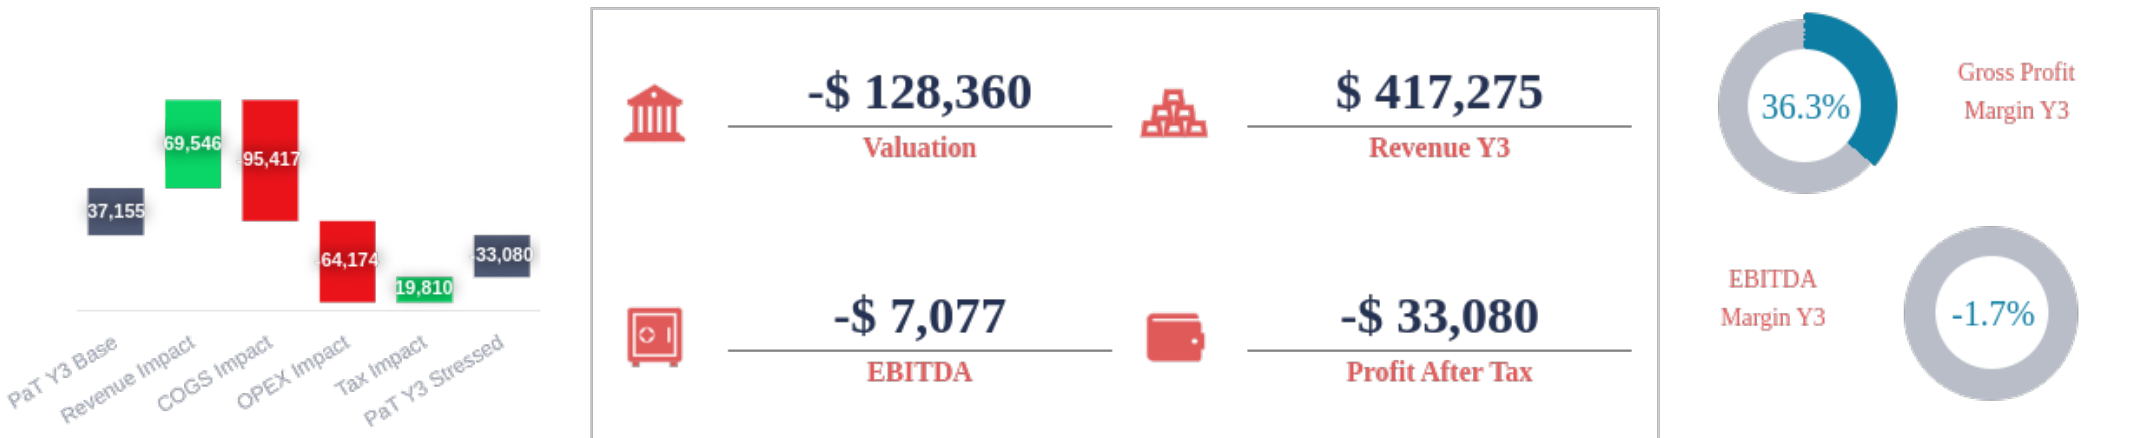 37,155
69,546
-95,417
-64,174
19,810
-33,080
PaT Y3 Base
Revenue Impact
COGS Impact
OPEX Impact
Tax Impact
PaT Y3 Stressed
-$ 128,360
Valuation
$ 417,275
Revenue Y3
-$ 7,077
EBITDA
-$ 33,080
Profit After Tax
36.3%
Gross Profit
Margin Y3
EBITDA
Margin Y3
-1.7%